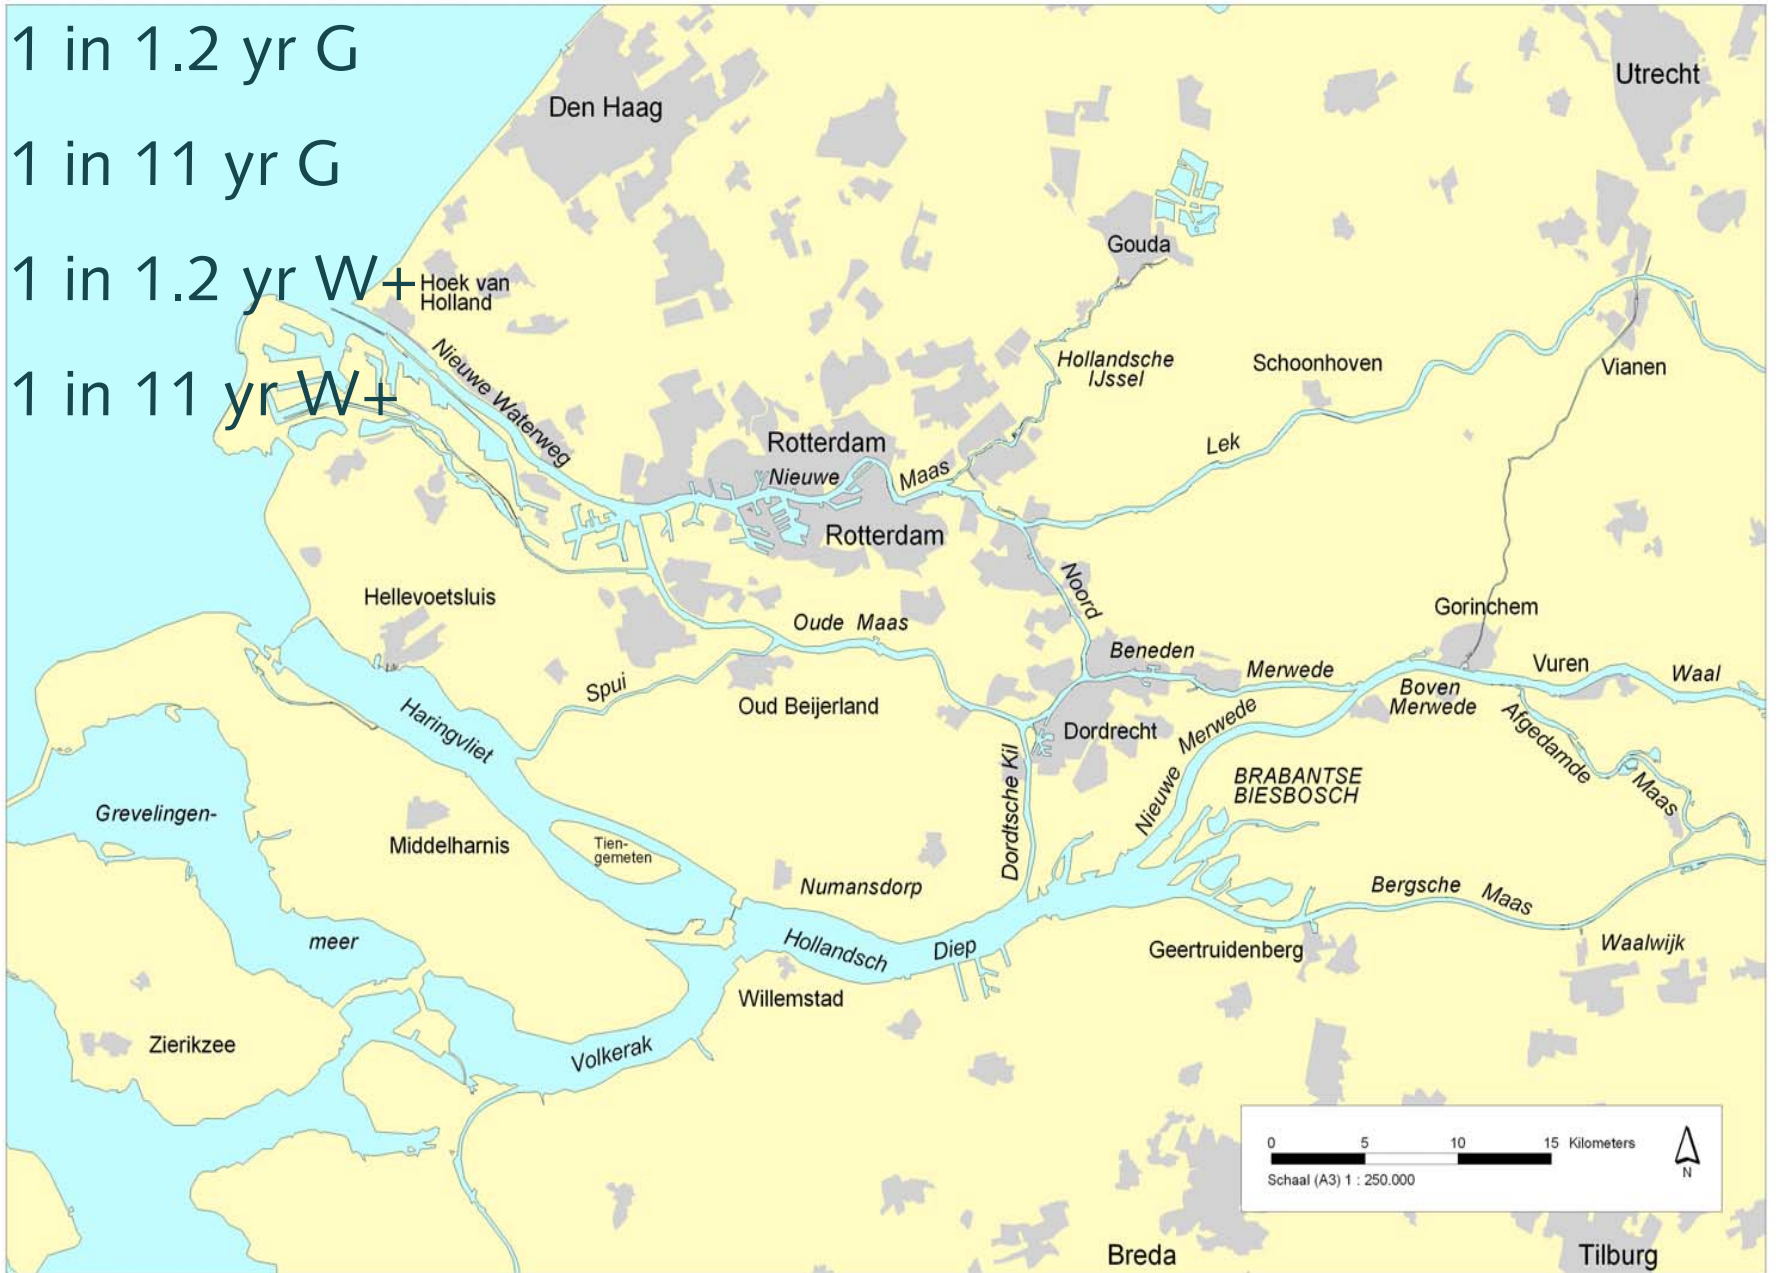 1 in 1.2 yr G
1 in 11 yr G
1 in 1.2 yr W+
1 in 11 yr W+
Utrecht
Den Haag
Gouda
Hoek van
Holland
Nieuwe Waterweg
Hollandsche
IJssel
Schoonhoven
Vianen
Rotterdam
Nieuwe
Maas
Lek
Rotterdam
Noord
Hellevoetsluis
Oude Maas
Gorinchem
Beneden
Merwede
Vuren
Waal
Spui
Boven
Merwede
Oud Beijerland
Haringvliet
Dordrecht
Nieuwe Merwede
Afgedamde Maas
Dordtsche Kil
BRABANTSE
BIESBOSCH
Grevelingen-
Middelharnis
Tien-
gemeten
Numansdorp
Bergsche Maas
meer
Hollandsch Diep
Geertruidenberg
Waalwijk
Willemstad
Zierikzee
Volkerak
0 5 10 15 Kilometers
Schaal (A3) 1 : 250.000
N
Breda
Tilburg